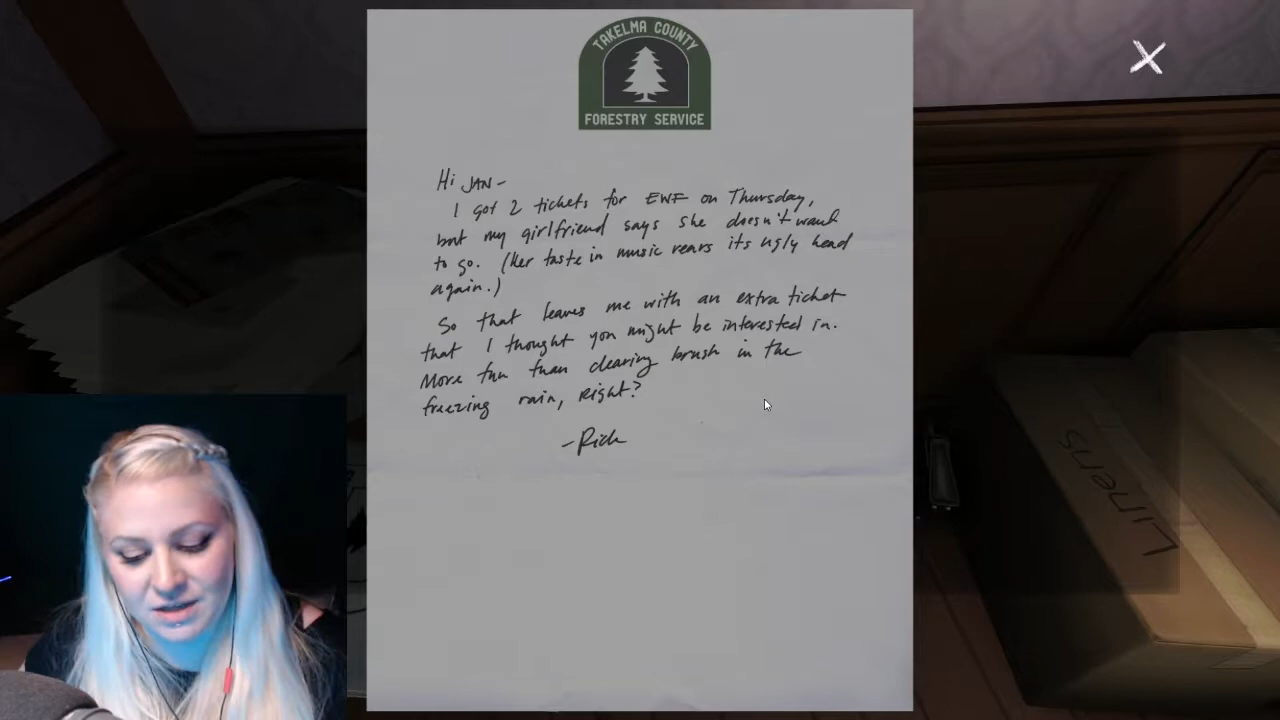 TAKELMA COUNTY
FORESTRY SERVICE
Hi JAN-
I got 2 tickets for EWF on Thursday,
but my girlfriend says she doesn't want
to go. (Her taste in music rears its ugly head
again.)
So that leaves me with an extra ticket
that I thought you might be interested in.
More fun than clearing brush in the
freezing rain, right?
-Rich
Linens